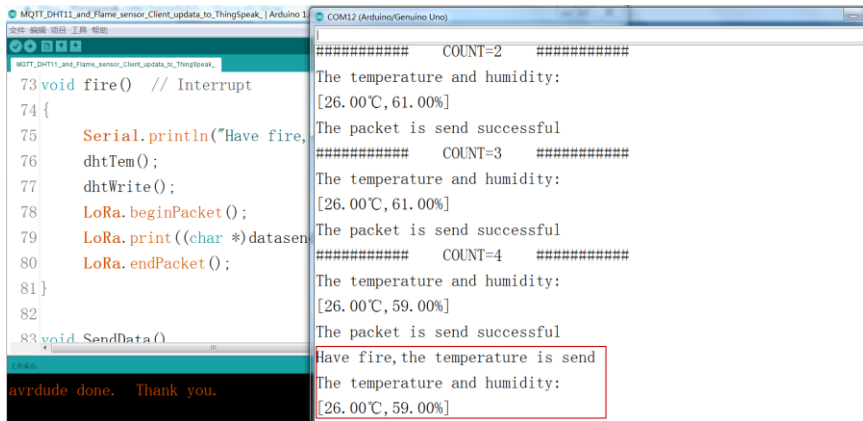 MQTT_DHT11_and_Flame_sensor_Client_updata_to_ThingSpeak_ | Arduino 1.
文件 编辑 项目 工具 帮助
MQTT_DHT11_and_Flame_sensor_Client_updata_to_ThingSpeak_
73 void fire()  // Interrupt
74 {
75     Serial.println("Have fire,
76     dhtTem();
77     dhtWrite();
78     LoRa.beginPacket();
79     LoRa.print((char *)datasen
80     LoRa.endPacket();
81 }
82
83 void SendData()
上传成功。
avrdude done.  Thank you.
COM12 (Arduino/Genuino Uno)
###########    COUNT=2    ###########
The temperature and humidity:
[26.00℃,61.00%]
The packet is send successful
###########    COUNT=3    ###########
The temperature and humidity:
[26.00℃,61.00%]
The packet is send successful
###########    COUNT=4    ###########
The temperature and humidity:
[26.00℃,59.00%]
The packet is send successful
Have fire,the temperature is send
The temperature and humidity:
[26.00℃,59.00%]